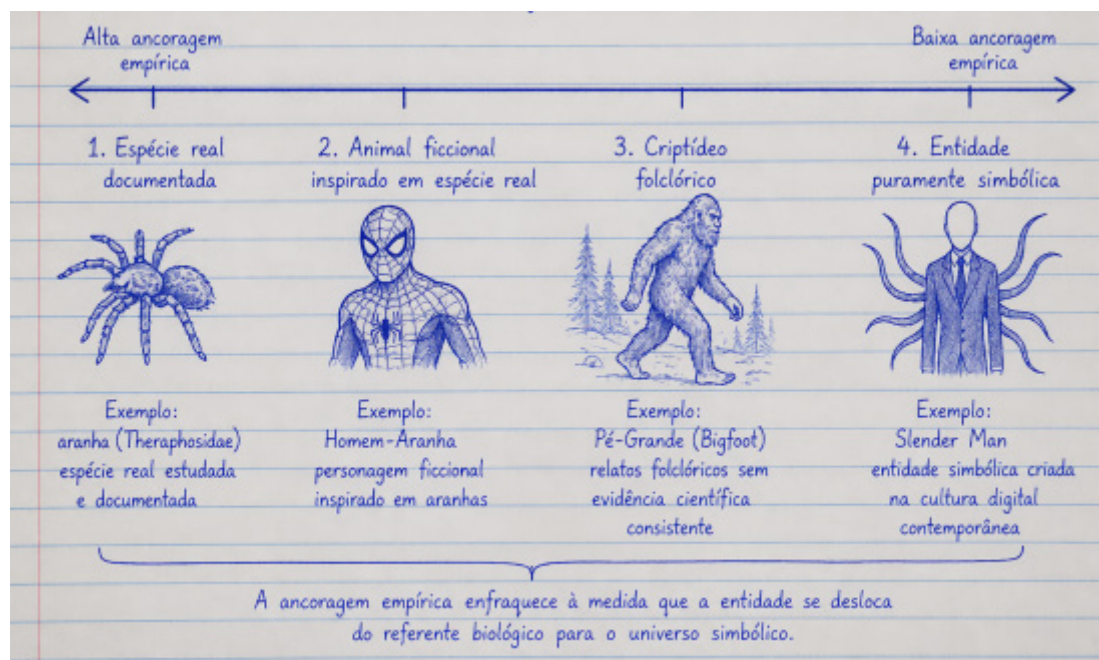 Alta ancoragem
empírica
Baixa ancoragem
empírica
1. Espécie real
documentada
2. Animal ficcional
inspirado em espécie real
3. Criptídeo
folclórico
4. Entidade
puramente simbólica
Exemplo:
aranha (Theraphosidae)
espécie real estudada
e documentada
Exemplo:
Homem-Aranha
personagem ficcional
inspirado em aranhas
Exemplo:
Pé-Grande (Bigfoot)
relatos folclóricos sem
evidência científica
consistente
Exemplo:
Slender Man
entidade simbólica criada
na cultura digital
contemporânea
A ancoragem empírica enfraquece à medida que a entidade se desloca
do referente biológico para o universo simbólico.